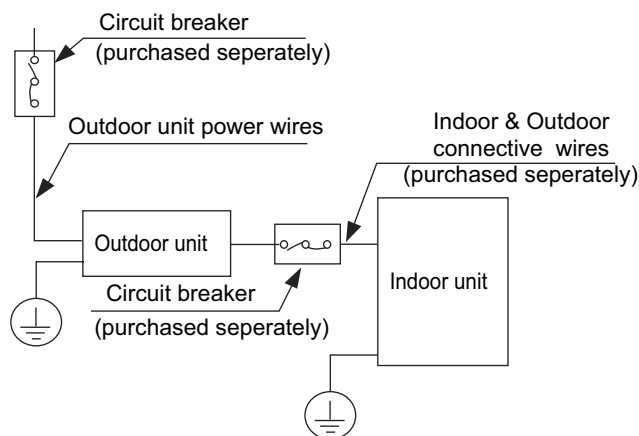 Circuit breaker
(purchased seperately)
Outdoor unit power wires
Indoor & Outdoor
connective wires
(purchased seperately)
Outdoor unit
Indoor unit
Circuit breaker
(purchased seperately)